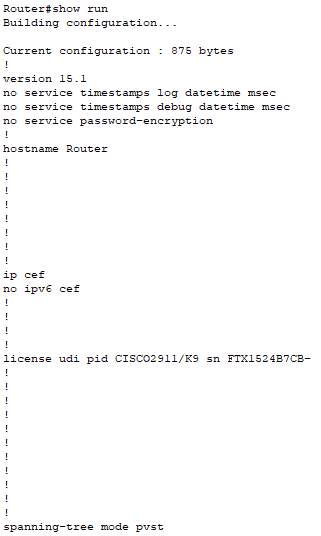 Router#show run
Building configuration...
Current configuration : 875 bytes
!
version 15.1
no service timestamps log datetime msec
no service timestamps debug datetime msec
no service password-encryption
!
hostname Router
!
!
!
!
!
!
!
!
ip cef
no ipv6 cef
!
!
!
!
license udi pid CISCO2911/K9 sn FTX1524B7CB-
!
!
!
!
!
!
!
!
!
!
!
spanning-tree mode pvst